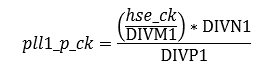 pll1_p_ck = ((hse_ck/DIVM1) * DIVN1)/DIVP1